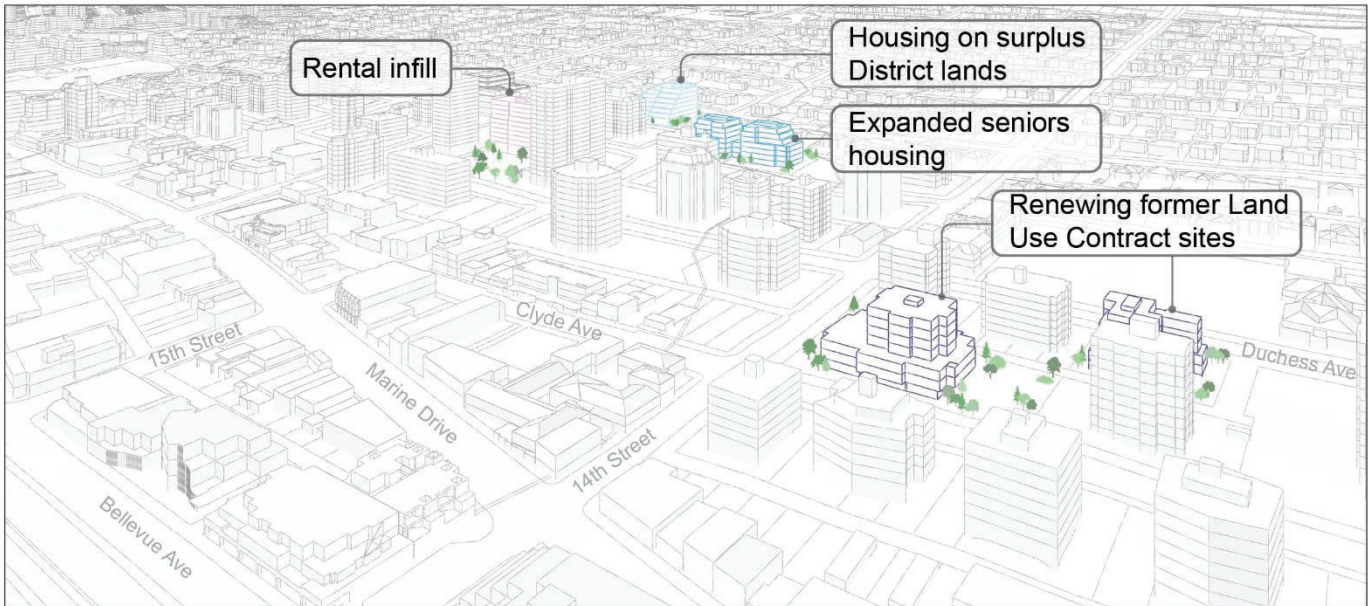 Housing on surplus
District lands
Rental infill
Expanded seniors
housing
Renewing former Land
Use Contract sites
Clyde Ave
15th Street
Marine Drive
Duchess Ave
14th Street
Bellevue Ave